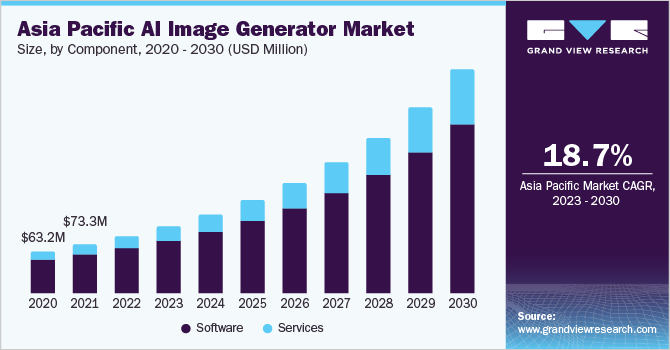 Asia Pacific AI Image Generator Market
Size, by Component, 2020 - 2030 (USD Million)
$63.2M
$73.3M
2020 2021 2022 2023 2024 2025 2026 2027 2028 2029 2030
Software
Services
GRAND VIEW RESEARCH
18.7%
Asia Pacific Market CAGR,
2023 - 2030
Source:
www.grandviewresearch.com